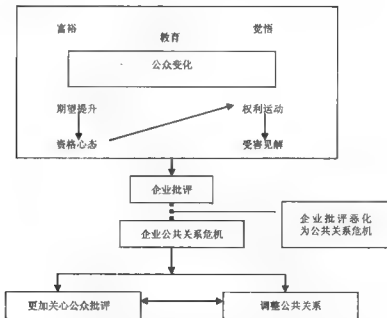 富裕
教育
觉悟
公众变化
期望提升
权利运动
资格心态
受害见解
企业批评
企业公共关系危机
企业批评恶化
为公共关系危机
更加关心公众批评
调整公共关系